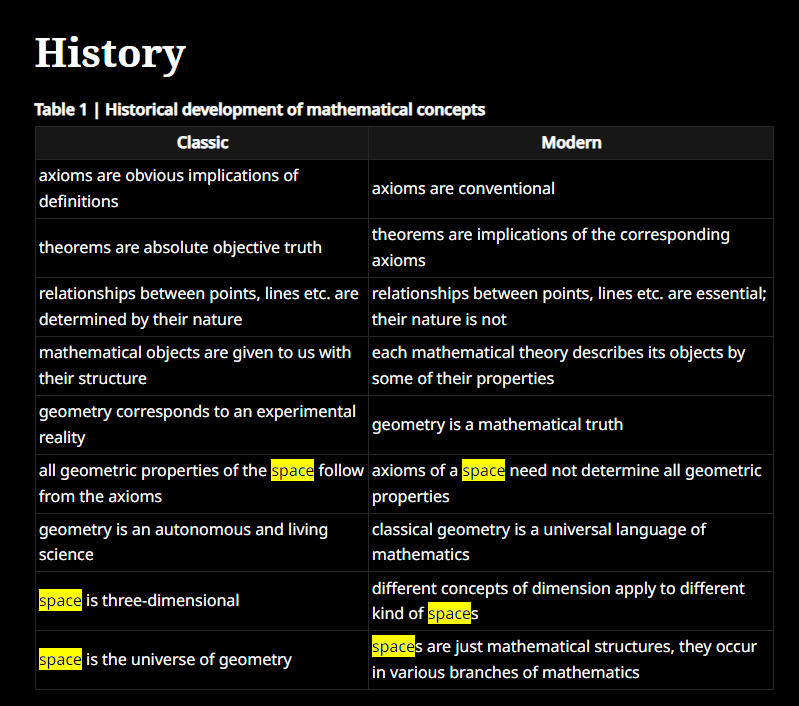 History
Table 1 | Historical development of mathematical concepts
Classic
Modern
axioms are obvious implications of
definitions
axioms are conventional
theorems are absolute objective truth
theorems are implications of the corresponding
axioms
relationships between points, lines etc. are
determined by their nature
relationships between points, lines etc. are essential;
their nature is not
mathematical objects are given to us with
their structure
each mathematical theory describes its objects by
some of their properties
geometry corresponds to an experimental
reality
geometry is a mathematical truth
all geometric properties of the space follow
from the axioms
axioms of a space need not determine all geometric
properties
geometry is an autonomous and living
science
classical geometry is a universal language of
mathematics
space is three-dimensional
different concepts of dimension apply to different
kind of spaces
space is the universe of geometry
spaces are just mathematical structures, they occur
in various branches of mathematics